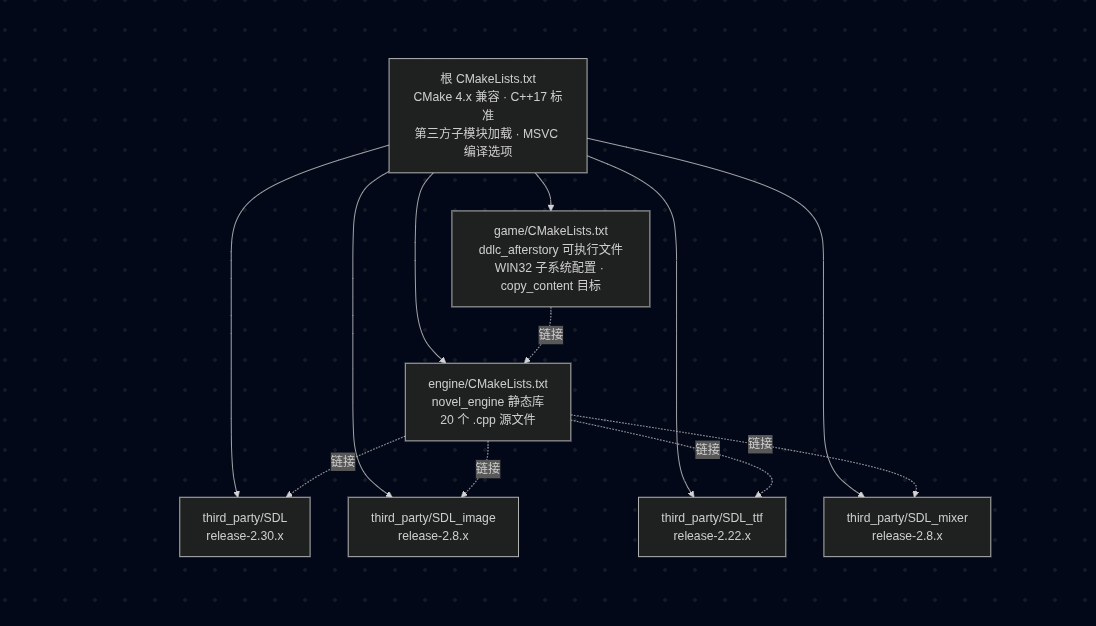 根 CMakeLists.txt
CMake 4.x 兼容 · C++17 标
准
第三方子模块加载 · MSVC
编译选项
game/CMakeLists.txt
ddlc_afterstory 可执行文件
WIN32 子系统配置 ·
copy_content 目标
链接
engine/CMakeLists.txt
novel_engine 静态库
20 个 .cpp 源文件
链接
链接
链接
链接
third_party/SDL
release-2.30.x
third_party/SDL_image
release-2.8.x
third_party/SDL_ttf
release-2.22.x
third_party/SDL_mixer
release-2.8.x